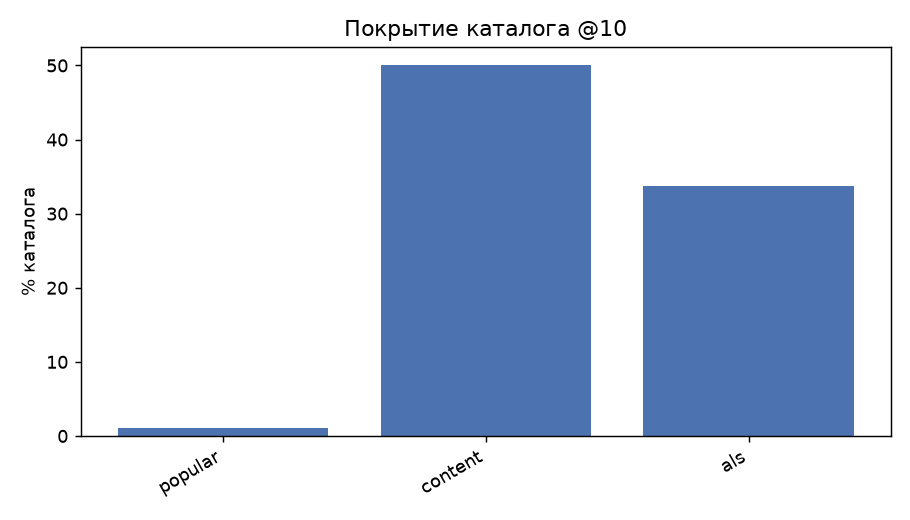 Покрытие каталога @10
% каталога
50
40
30
20
10
0
popular
content
als